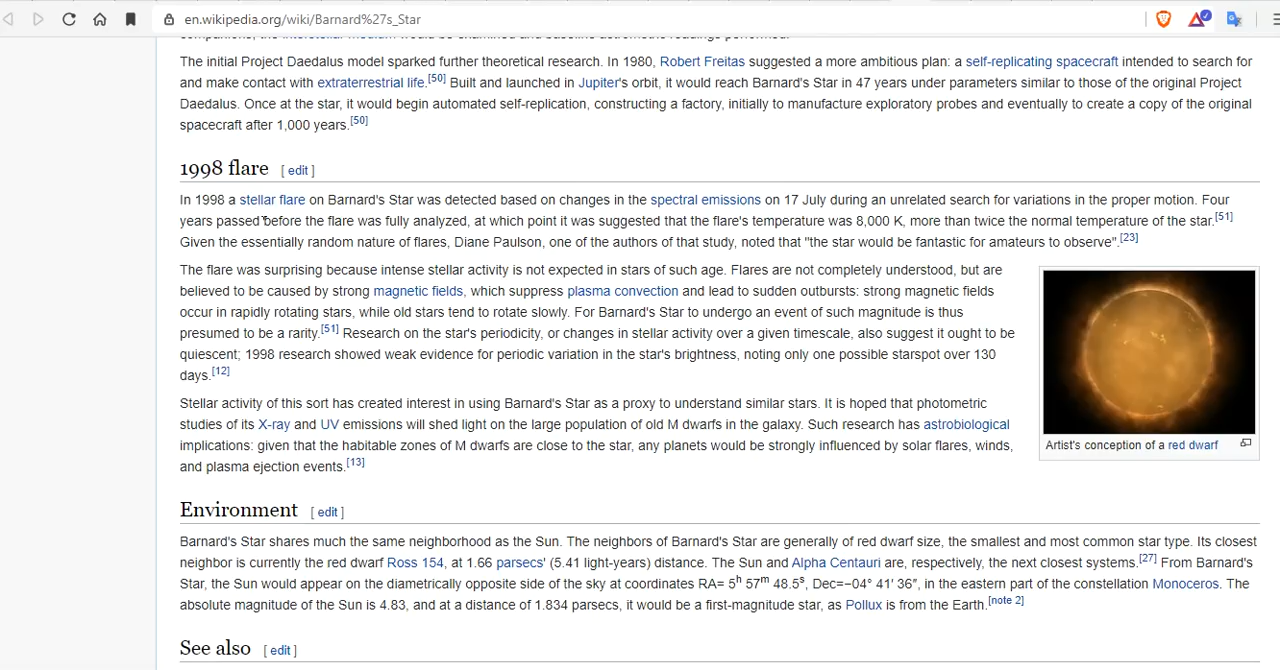 en.wikipedia.org/wiki/Barnard%27s_Star
The initial Project Daedalus model sparked further theoretical research. In 1980, Robert Freitas suggested a more ambitious plan: a self-replicating spacecraft intended to search for
and make contact with extraterrestrial life.[50] Built and launched in Jupiter's orbit, it would reach Barnard's Star in 47 years under parameters similar to those of the original Project
Daedalus. Once at the star, it would begin automated self-replication, constructing a factory, initially to manufacture exploratory probes and eventually to create a copy of the original
spacecraft after 1,000 years.[50]
1998 flare [ edit ]
In 1998 a stellar flare on Barnard's Star was detected based on changes in the spectral emissions on 17 July during an unrelated search for variations in the proper motion. Four
years passed before the flare was fully analyzed, at which point it was suggested that the flare's temperature was 8,000 K, more than twice the normal temperature of the star.[51]
Given the essentially random nature of flares, Diane Paulson, one of the authors of that study, noted that "the star would be fantastic for amateurs to observe".[23]
The flare was surprising because intense stellar activity is not expected in stars of such age. Flares are not completely understood, but are
believed to be caused by strong magnetic fields, which suppress plasma convection and lead to sudden outbursts: strong magnetic fields
occur in rapidly rotating stars, while old stars tend to rotate slowly. For Barnard's Star to undergo an event of such magnitude is thus
presumed to be a rarity.[51] Research on the star's periodicity, or changes in stellar activity over a given timescale, also suggest it ought to be
quiescent; 1998 research showed weak evidence for periodic variation in the star's brightness, noting only one possible starspot over 130
days.[12]
Stellar activity of this sort has created interest in using Barnard's Star as a proxy to understand similar stars. It is hoped that photometric
studies of its X-ray and UV emissions will shed light on the large population of old M dwarfs in the galaxy. Such research has astrobiological
implications: given that the habitable zones of M dwarfs are close to the star, any planets would be strongly influenced by solar flares, winds,
and plasma ejection events.[13]
Artist's conception of a red dwarf
Environment [ edit ]
Barnard's Star shares much the same neighborhood as the Sun. The neighbors of Barnard's Star are generally of red dwarf size, the smallest and most common star type. Its closest
neighbor is currently the red dwarf Ross 154, at 1.66 parsecs' (5.41 light-years) distance. The Sun and Alpha Centauri are, respectively, the next closest systems.[27] From Barnard's
Star, the Sun would appear on the diametrically opposite side of the sky at coordinates RA= 5h 57m 48.5s, Dec=−04° 41′ 36″, in the eastern part of the constellation Monoceros. The
absolute magnitude of the Sun is 4.83, and at a distance of 1.834 parsecs, it would be a first-magnitude star, as Pollux is from the Earth.[note 2]
See also [ edit ]